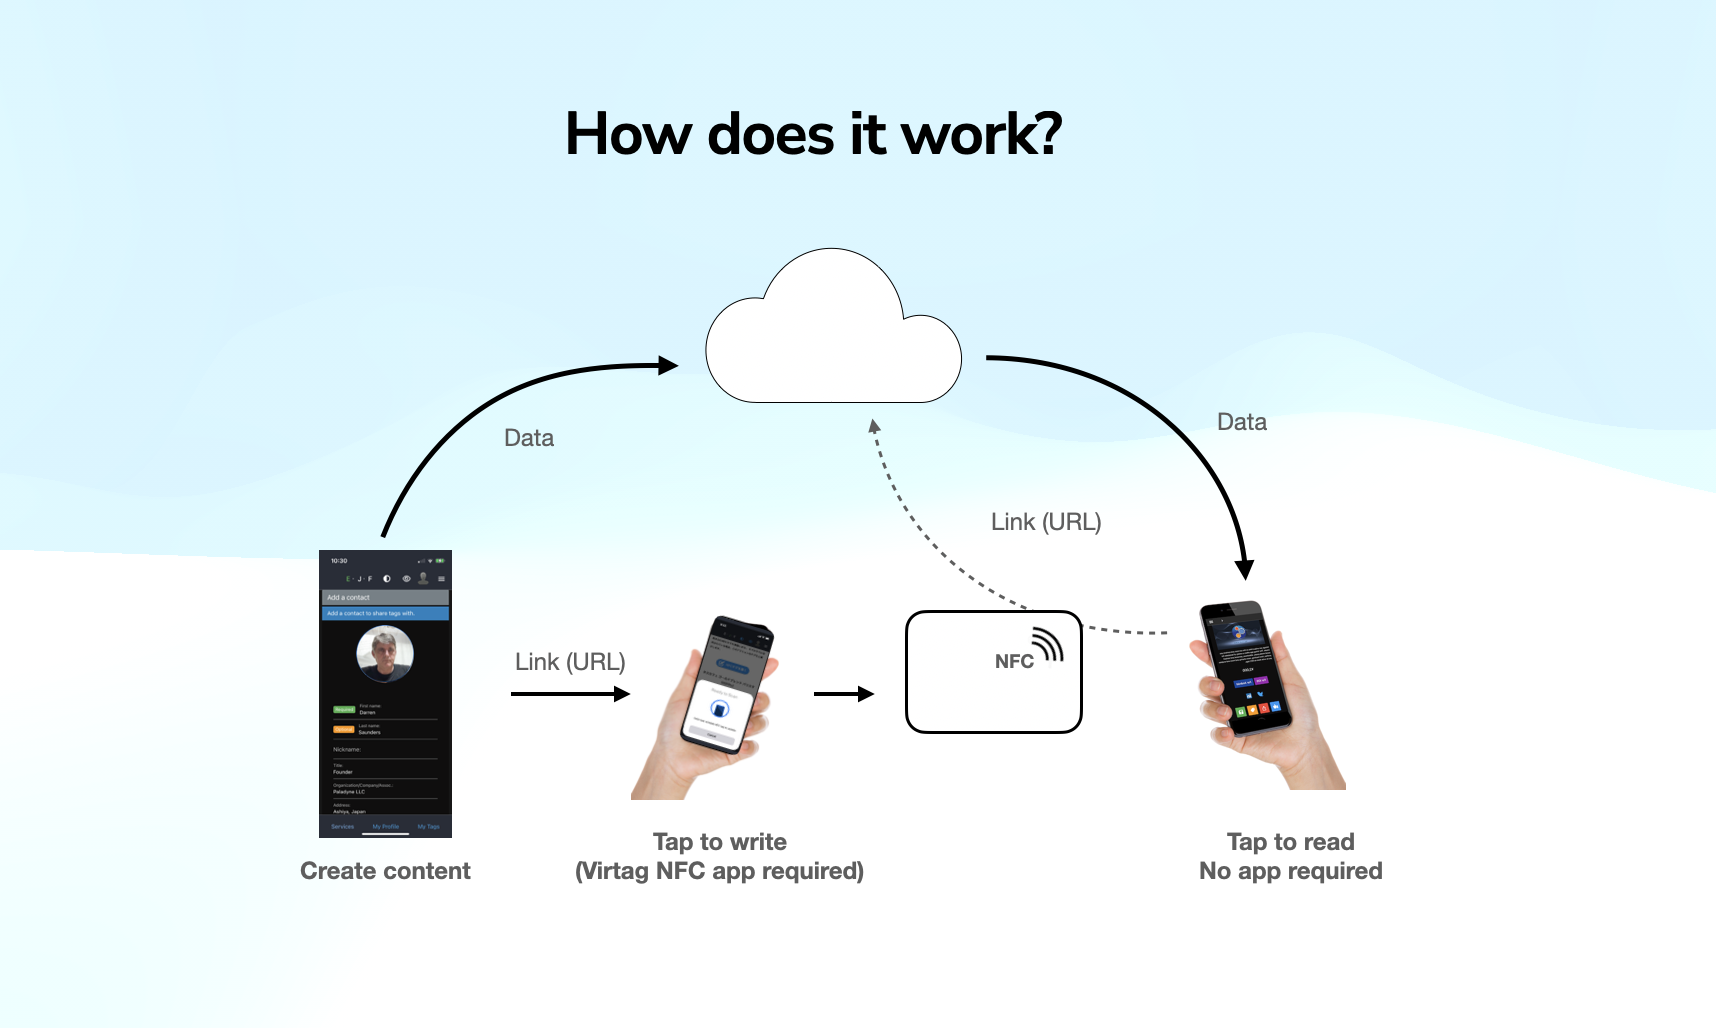 How does it work?
Data
Data
Link (URL)
10:30
E · J · F
Add a contact
Add a contact to share tags with.
Link (URL)
NFC
Required
First name:
Darren
Optional
Last name:
Saunders
Nickname:
Title:
Founder
Organization/Company/Assoc.:
Paladyne LLC
Address:
Ashiya, Japan
Services
My Profile
My Tags
Ready to Scan
Create content
Tap to write
(Virtag NFC app required)
Tap to read
No app required